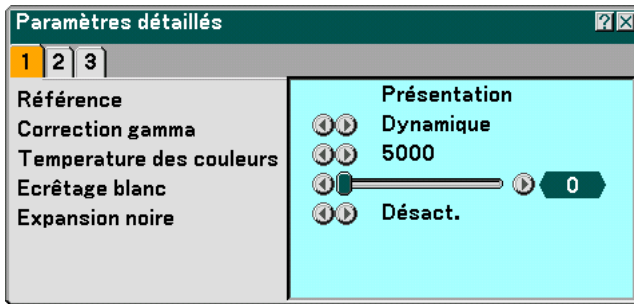 Paramètres détaillés ?
1 2 3
Référence Présentation
Correction gamma Dynamique
Temperature des couleurs 5000
Ecrêtage blanc 0
Expansion noire Désact.